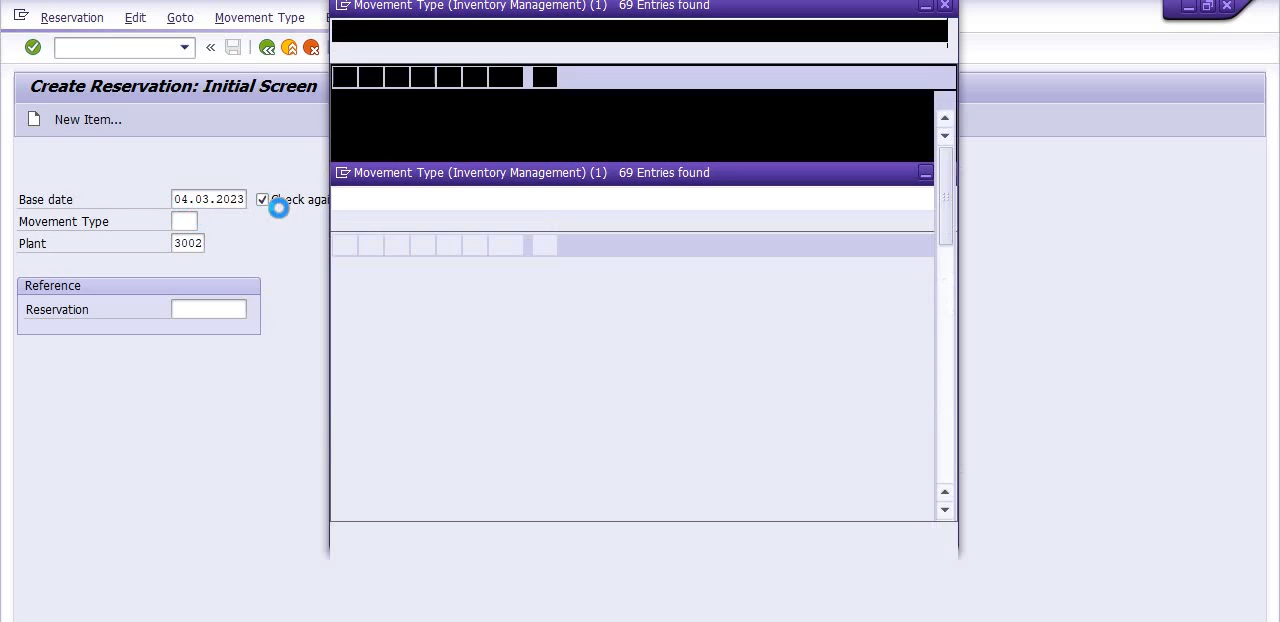 Reservation Edit Goto Movement Type
Movement Type (Inventory Management) (1) 69 Entries found
Create Reservation: Initial Screen
New Item...
Movement Type (Inventory Management) (1) 69 Entries found
Base date 04.03.2023 Check agai
Movement Type
Plant 3002
Reference
Reservation